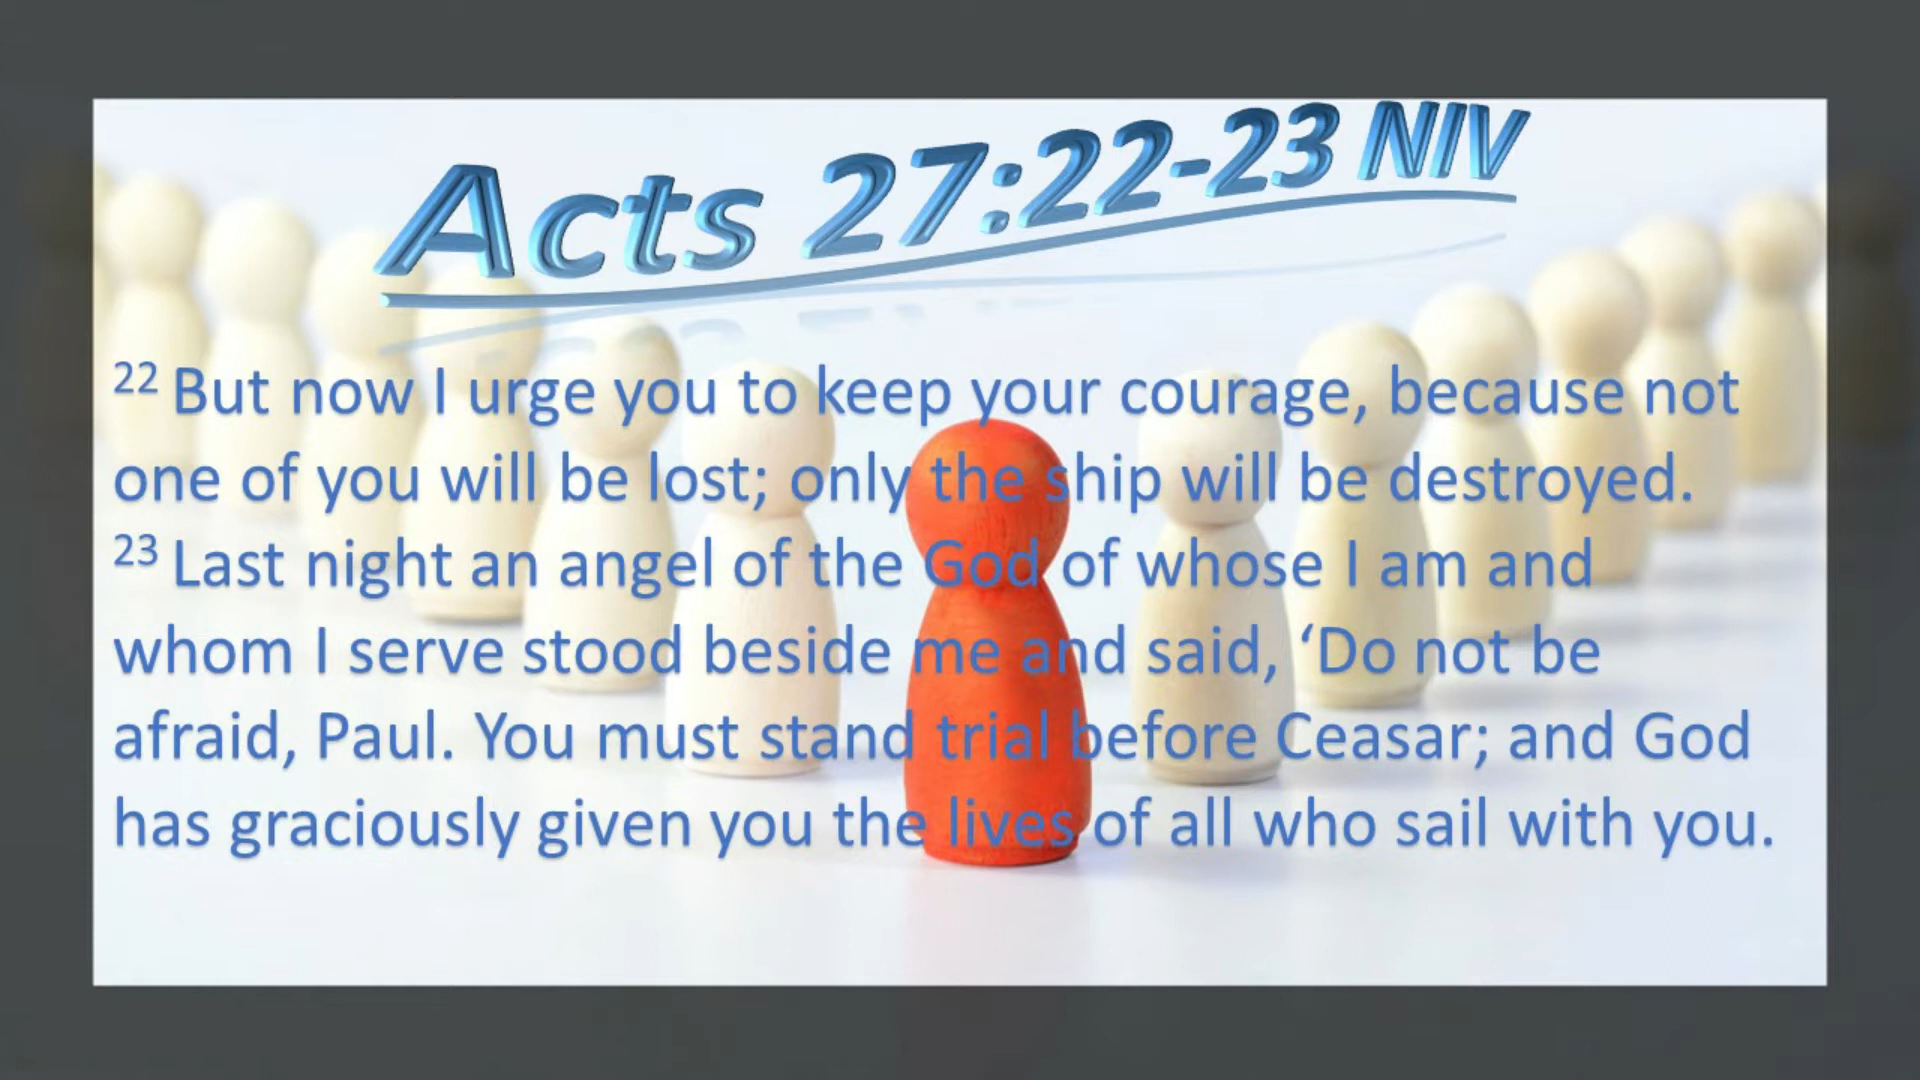 Acts 27:22-23 NIV
22 But now I urge you to keep your courage, because not
one of you will be lost; only the ship will be destroyed.
23 Last night an angel of the God of whose I am and
whom I serve stood beside me and said, ‘Do not be
afraid, Paul. You must stand trial before Ceasar; and God
has graciously given you the lives of all who sail with you.